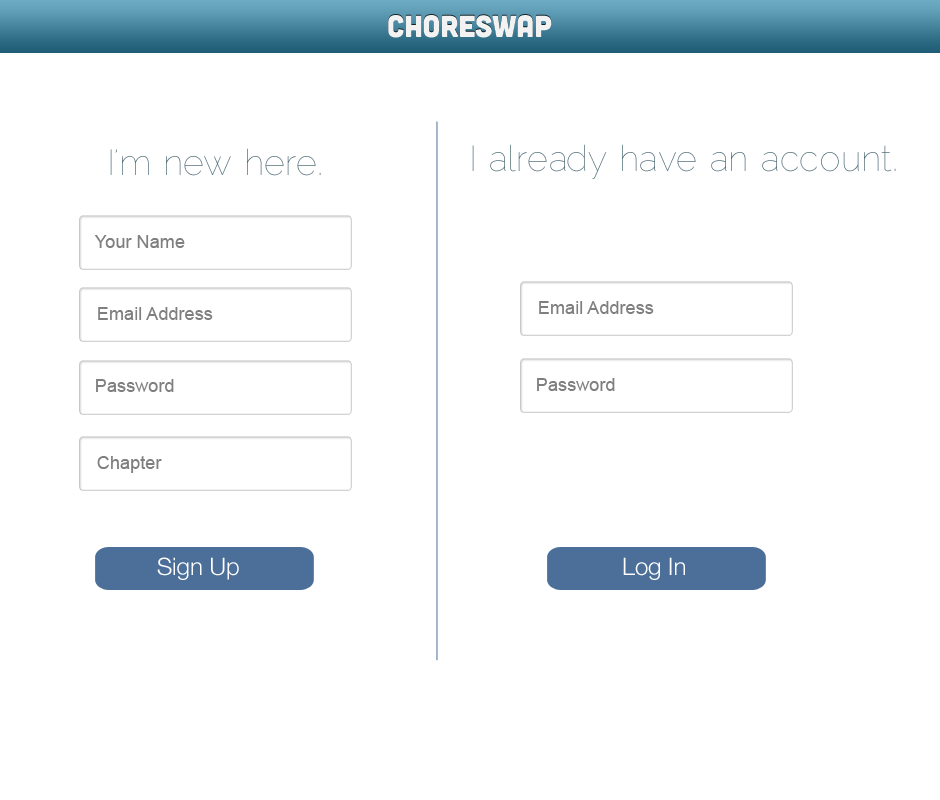 CHORESWAP
I'm new here.
Your Name
Email Address
Password
Chapter
Sign Up
I already have an account.
Email Address
Password
Log In